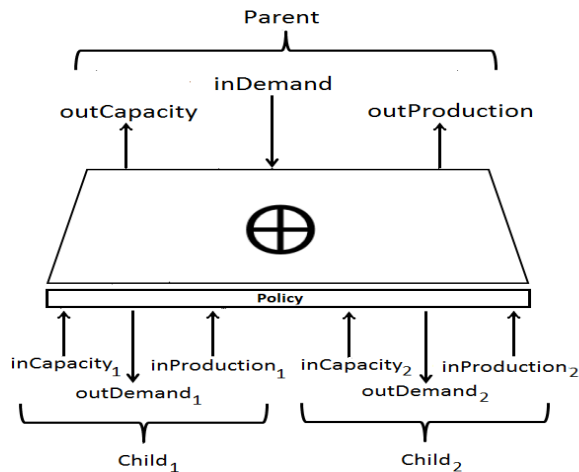 Parent
inDemand
outCapacity
outProduction
Policy
inCapacity₁
inProduction₁
outDemand₁
inCapacity₂
inProduction₂
outDemand₂
Child₁
Child₂